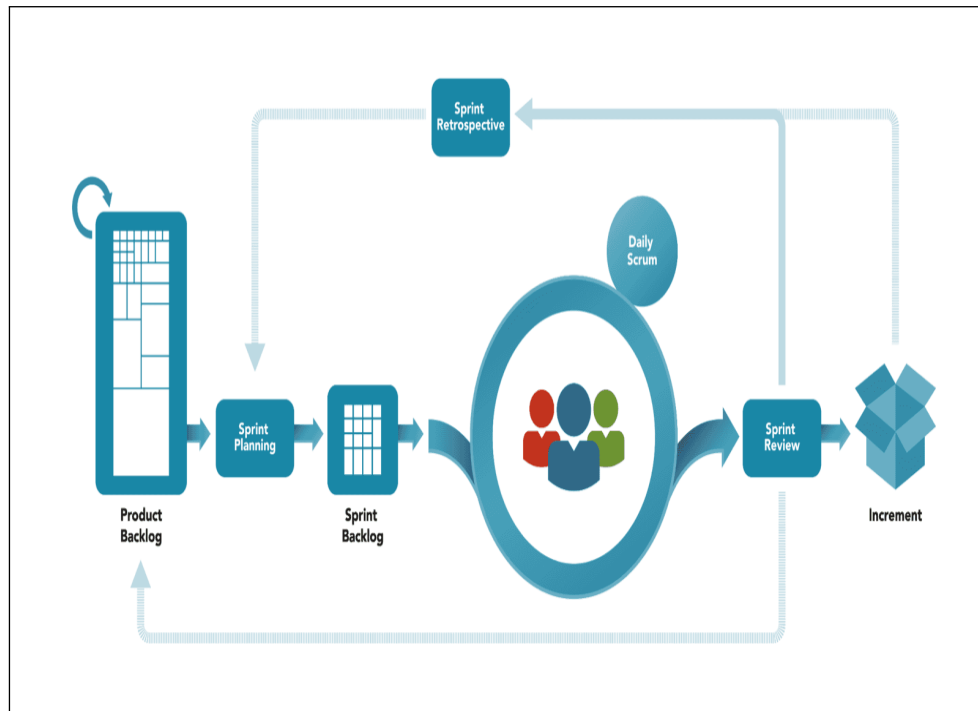 Sprint
Retrospective
Daily
Scrum
Sprint
Planning
Sprint
Review
Product
Backlog
Sprint
Backlog
Increment